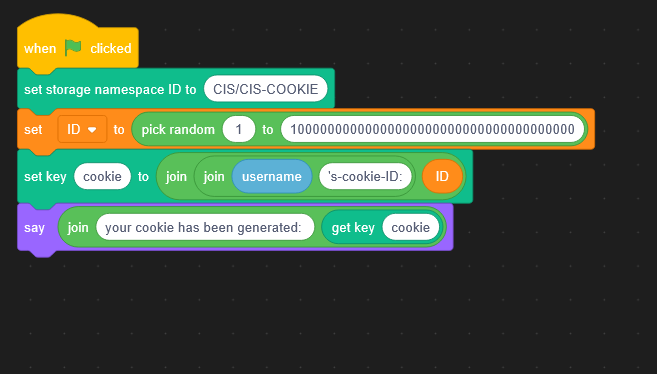 when clicked
set storage namespace ID to CIS/CIS-COOKIE
set ID to pick random 1 to 10000000000000000000000000000000000000000
set key cookie to join join username 's-cookie-ID: ID
say join your cookie has been generated: get key cookie